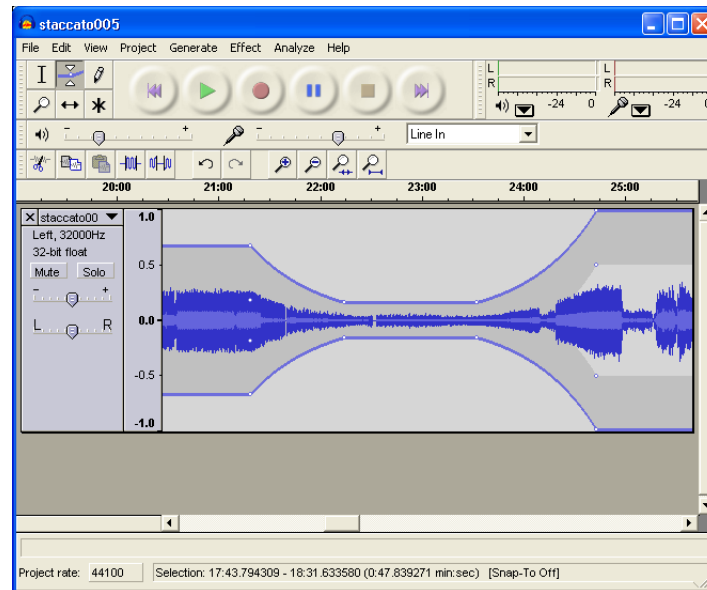 staccato005
File Edit View Project Generate Effect Analyze Help
L
R
-24 0
L
R
-24 0
- + - + Line In
20:00 21:00 22:00 23:00 24:00 25:00
staccato00
Left, 32000Hz
32-bit float
Mute Solo
- +
L R
1.0
0.5
0.0
-0.5
-1.0
Project rate: 44100 Selection: 17:43.794309 - 18:31.633580 (0:47.839271 min:sec) [Snap-To Off]